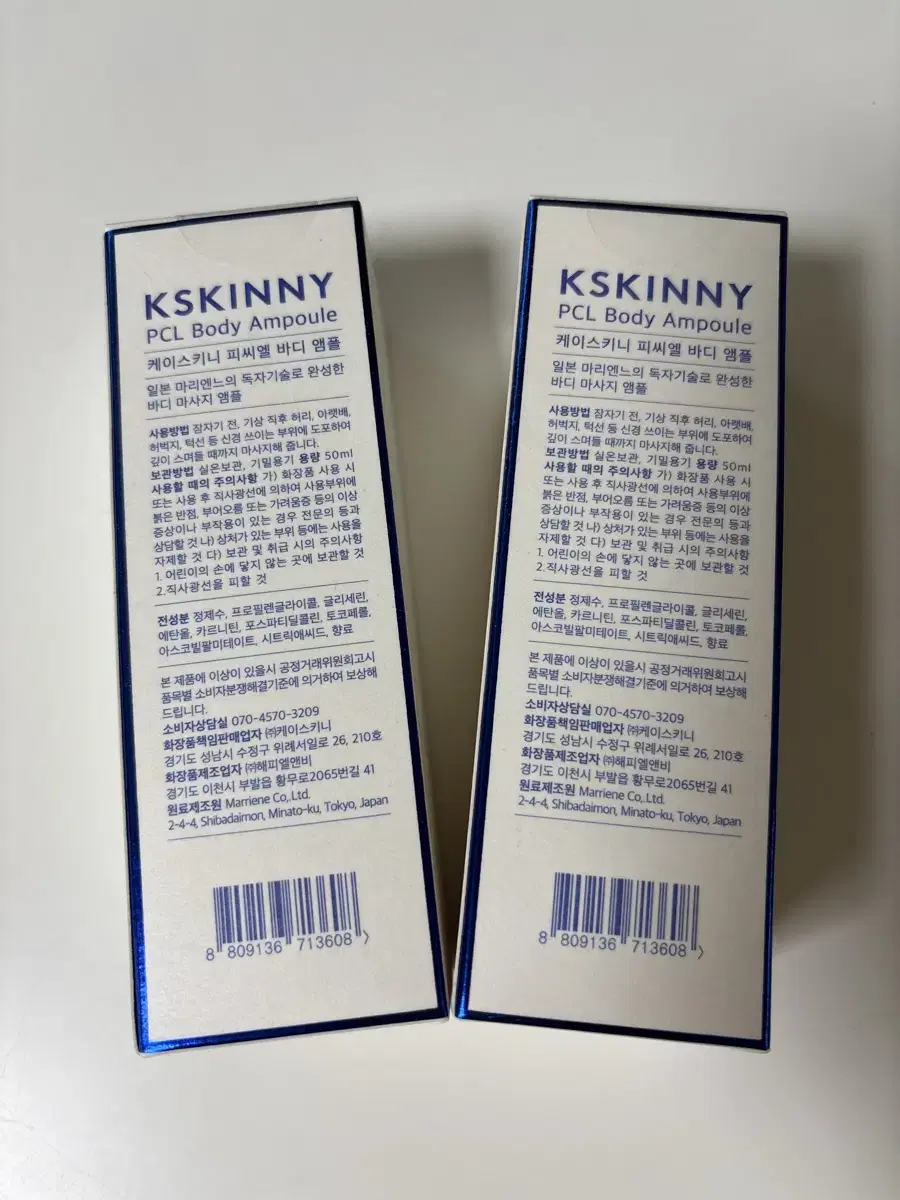 KSKINNY
PCL Body Ampoule
케이스키니 피씨엘 바디 앰플
일본 마리엔느의 독자기술로 완성한
바디 마사지 앰플
사용방법 잠자기 전, 기상 직후 허리, 아랫배,
허벅지, 턱선 등 신경 쓰이는 부위에 도포하여
깊이 스며들 때까지 마사지해 줍니다.
보관방법 실온보관, 기밀용기 용량 50ml
사용할 때의 주의사항 가) 화장품 사용 시
또는 사용 후 직사광선에 의하여 사용부위에
붉은 반점, 부어오름 또는 가려움증 등의 이상
증상이나 부작용이 있는 경우 전문의 등과
상담할 것 나) 상처가 있는 부위 등에는 사용을
자제할 것 다) 보관 및 취급 시의 주의사항
1. 어린이의 손에 닿지 않는 곳에 보관할 것
2.직사광선을 피할 것
전성분 정제수, 프로필렌글라이콜, 글리세린,
에탄올, 카르니틴, 포스파티딜콜린, 토코페롤,
아스코빌팔미테이트, 시트릭애씨드, 향료
본 제품에 이상이 있을시 공정거래위원회고시
품목별 소비자분쟁해결기준에 의거하여 보상해
드립니다.
소비자상담실 070-4570-3209
화장품책임판매업자 ㈜케이스키니
경기도 성남시 수정구 위례서일로 26, 210호
화장품제조업자 ㈜해피엘앤비
경기도 이천시 부발읍 황무로2065번길 41
원료제조원 Marriene Co,.Ltd.
2-4-4, Shibadaimon, Minato-ku, Tokyo, Japan
8 809136 713608 >
KSKINNY
PCL Body Ampoule
케이스키니 피씨엘 바디 앰플
일본 마리엔느의 독자기술로 완성한
바디 마사지 앰플
사용방법 잠자기 전, 기상 직후 허리, 아랫배,
허벅지, 턱선 등 신경 쓰이는 부위에 도포하여
깊이 스며들 때까지 마사지해 줍니다.
보관방법 실온보관, 기밀용기 용량 50ml
사용할 때의 주의사항 가) 화장품 사용 시
또는 사용 후 직사광선에 의하여 사용부위에
붉은 반점, 부어오름 또는 가려움증 등의 이상
증상이나 부작용이 있는 경우 전문의 등과
상담할 것 나) 상처가 있는 부위 등에는 사용을
자제할 것 다) 보관 및 취급 시의 주의사항
1. 어린이의 손에 닿지 않는 곳에 보관할 것
2.직사광선을 피할 것
전성분 정제수, 프로필렌글라이콜, 글리세린,
에탄올, 카르니틴, 포스파티딜콜린, 토코페롤,
아스코빌팔미테이트, 시트릭애씨드, 향료
본 제품에 이상이 있을시 공정거래위원회고시
품목별 소비자분쟁해결기준에 의거하여 보상해
드립니다.
소비자상담실 070-4570-3209
화장품책임판매업자 ㈜케이스키니
경기도 성남시 수정구 위례서일로 26, 210호
화장품제조업자 ㈜해피엘앤비
경기도 이천시 부발읍 황무로2065번길 41
원료제조원 Marriene Co,.Ltd.
2-4-4, Shibadaimon, Minato-ku, Tokyo, Japan
8 809136 713608 >